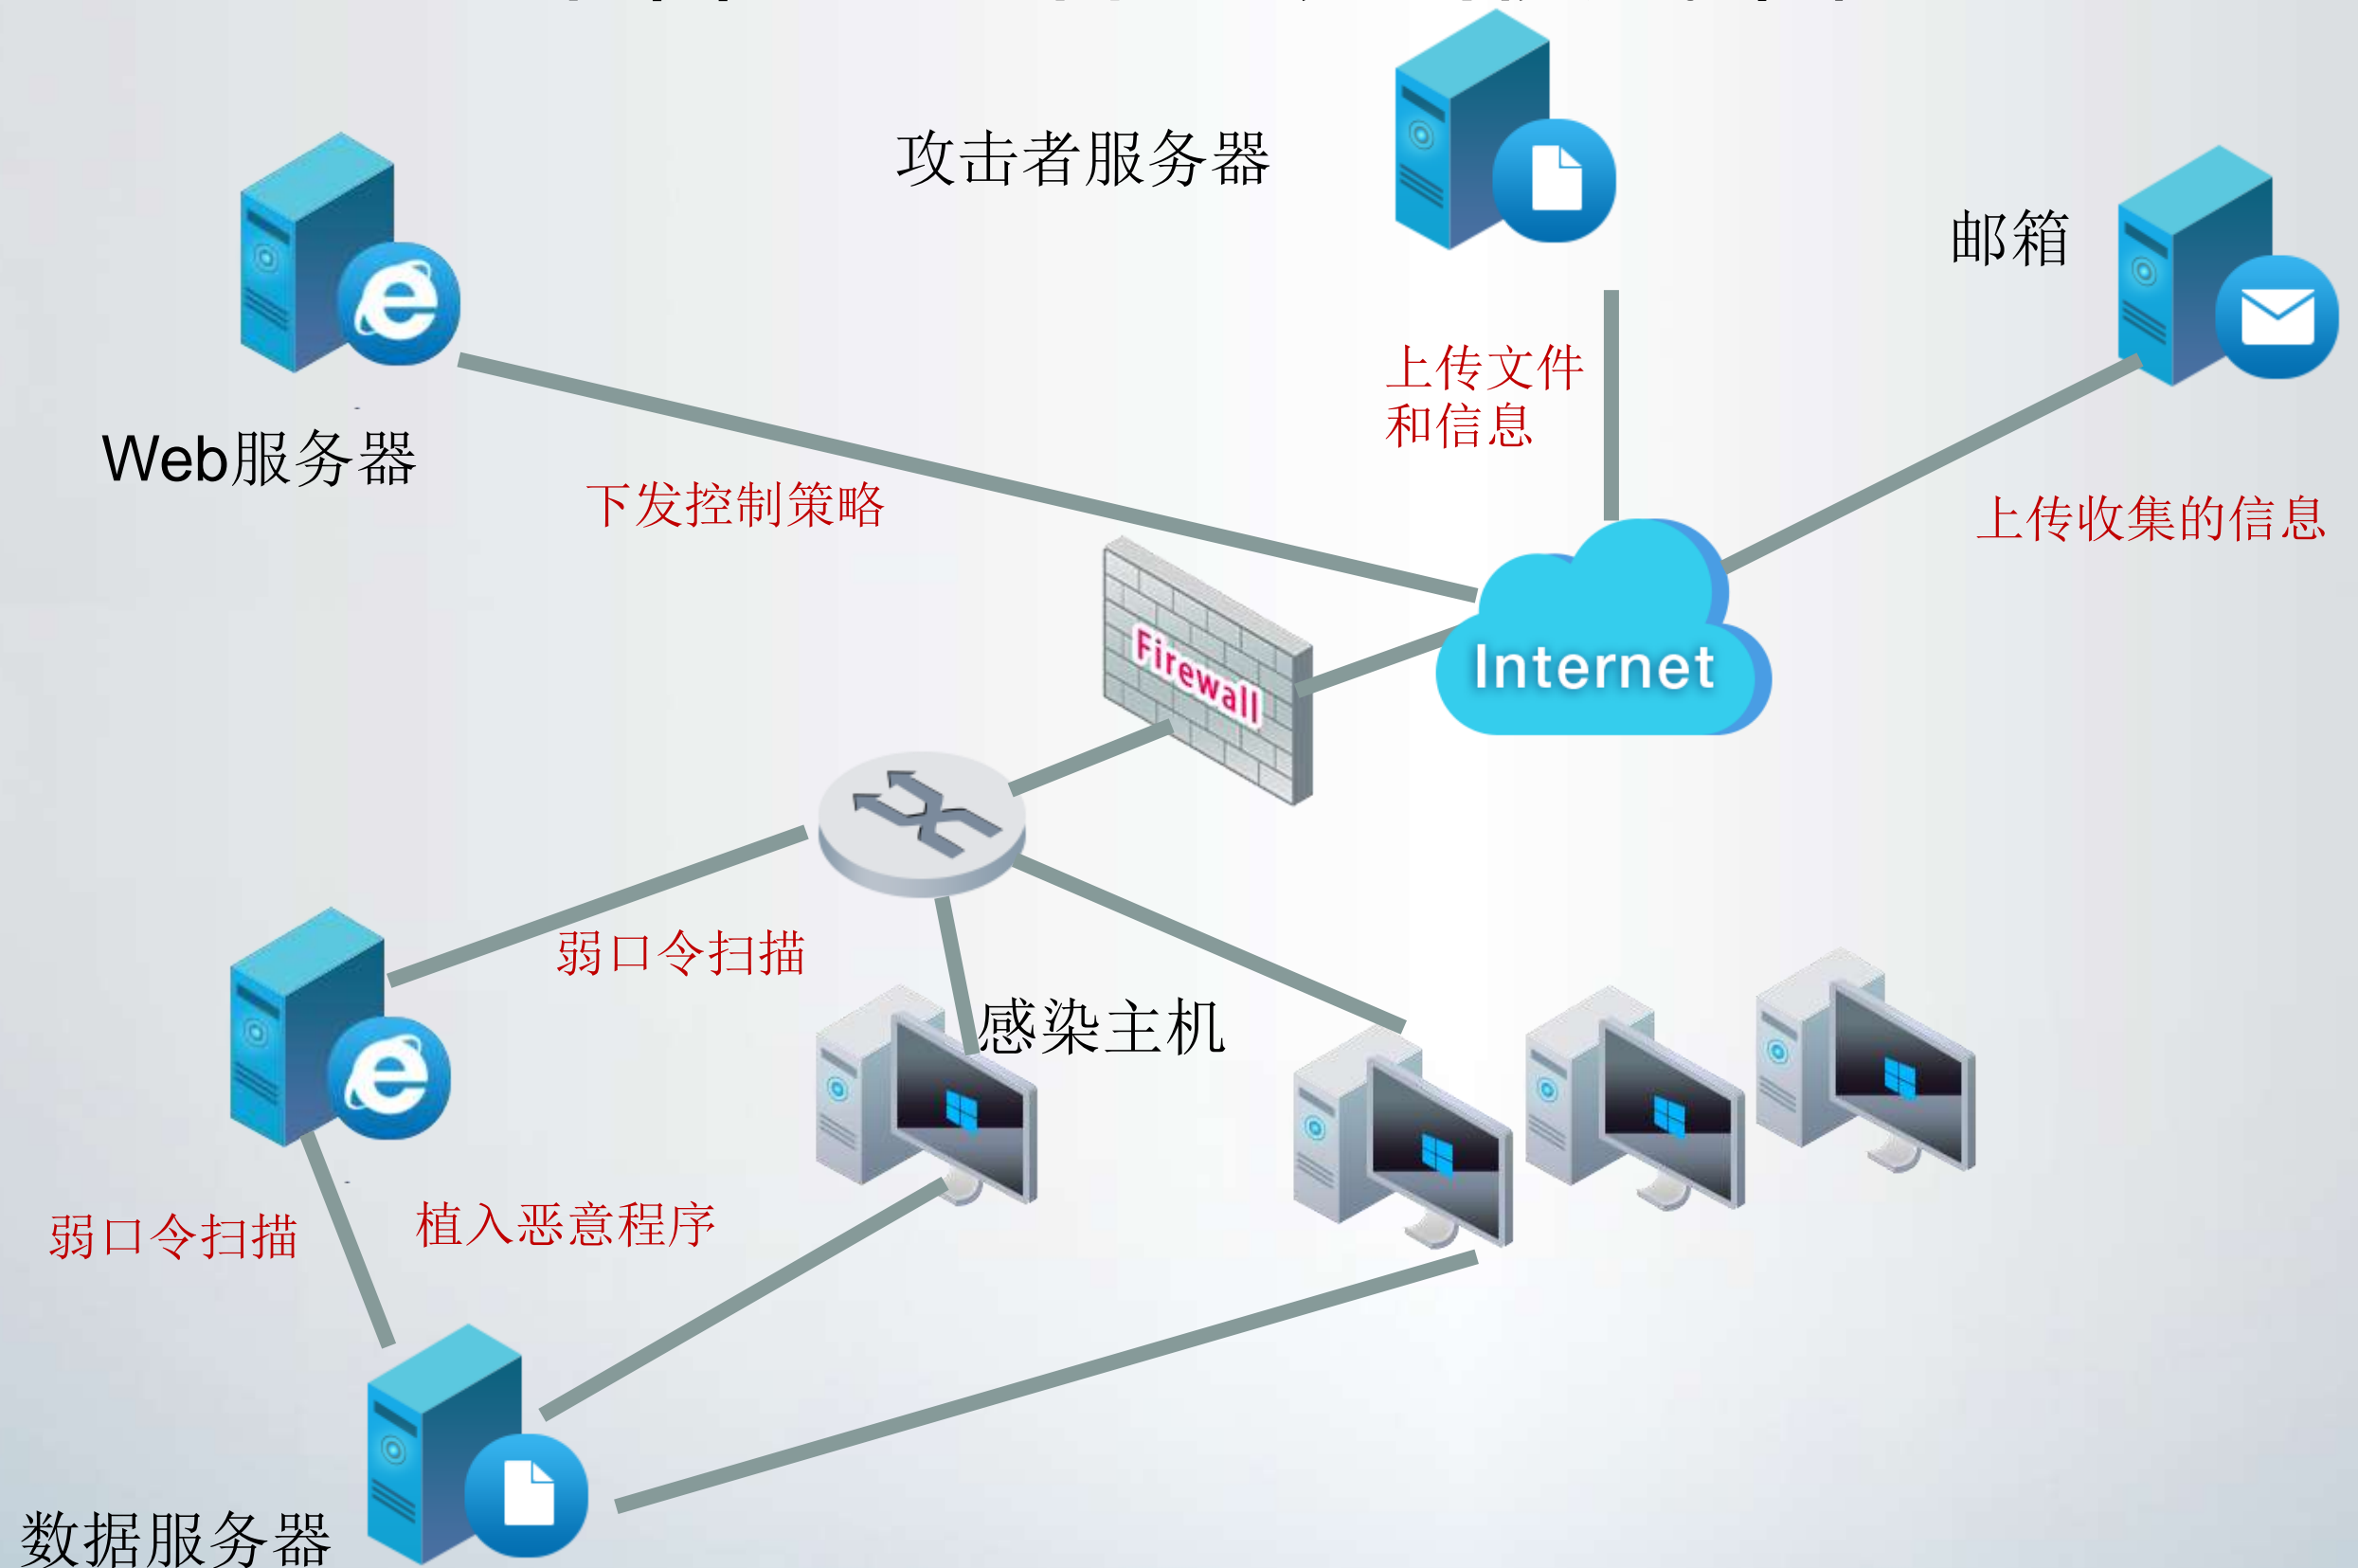 攻击者服务器
邮箱
Web服务器
上传文件
和信息
下发控制策略
上传收集的信息
Firewall
Internet
弱口令扫描
感染主机
弱口令扫描
植入恶意程序
数据服务器